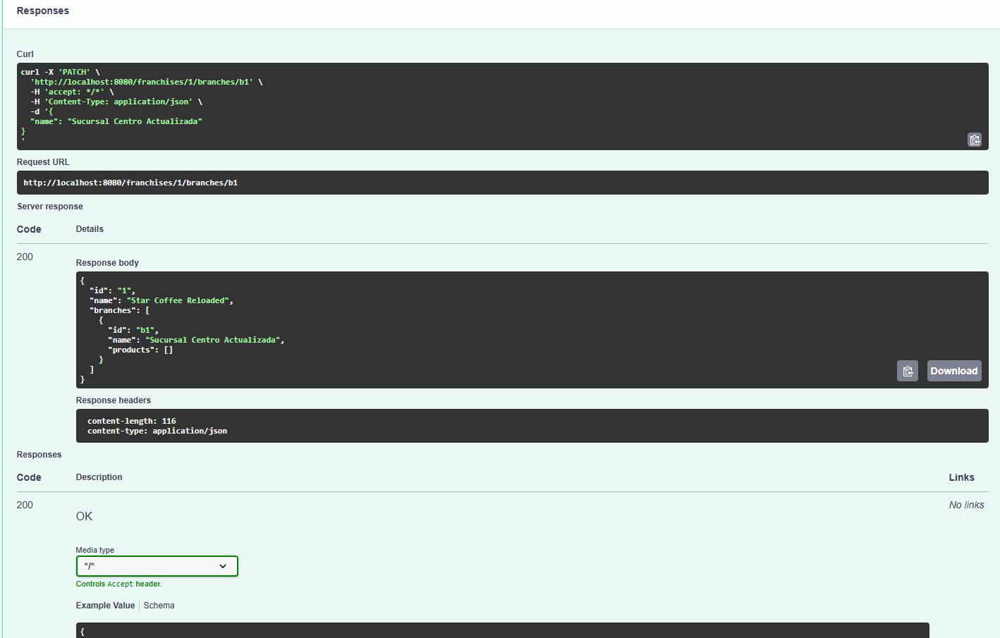 Responses
Curl
curl -X 'PATCH' \
  'http://localhost:8080/franchises/1/branches/b1' \
  -H 'accept: */*' \
  -H 'Content-Type: application/json' \
  -d '{
  "name": "Sucursal Centro Actualizada"
}
'
Request URL
http://localhost:8080/franchises/1/branches/b1
Server response
Code Details
200
Response body
{
  "id": "1",
  "name": "Star Coffee Reloaded",
  "branches": [
    {
      "id": "b1",
      "name": "Sucursal Centro Actualizada",
      "products": []
    }
  ]
}
Download
Response headers
content-length: 116
content-type: application/json
Responses
Code Description Links
200 No links
OK
Media type
*/*
Controls Accept header.
Example Value Schema
{